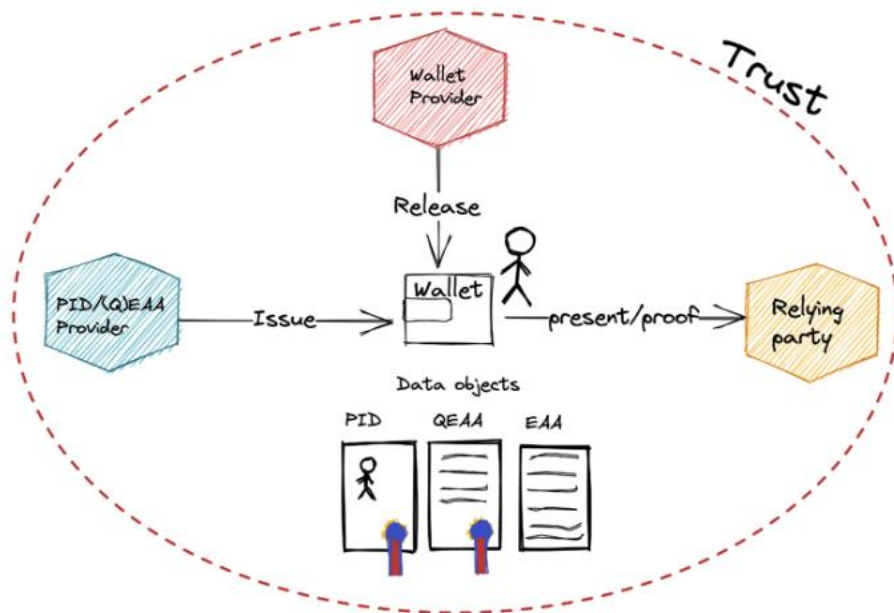 Trust
Wallet
Provider
Release
PID/(Q)EAA
Provider
Issue
Wallet
present/proof
Relying
party
Data objects
PID
QEAA
EAA